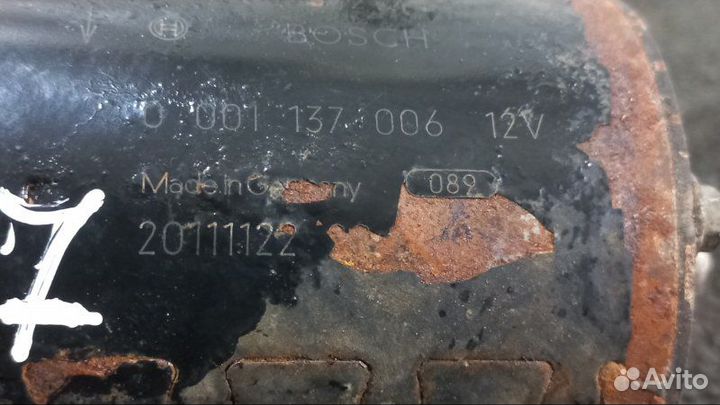 BOSCH
0 001 137 006 12V
Made in Germany 089
20111122
7
Avito